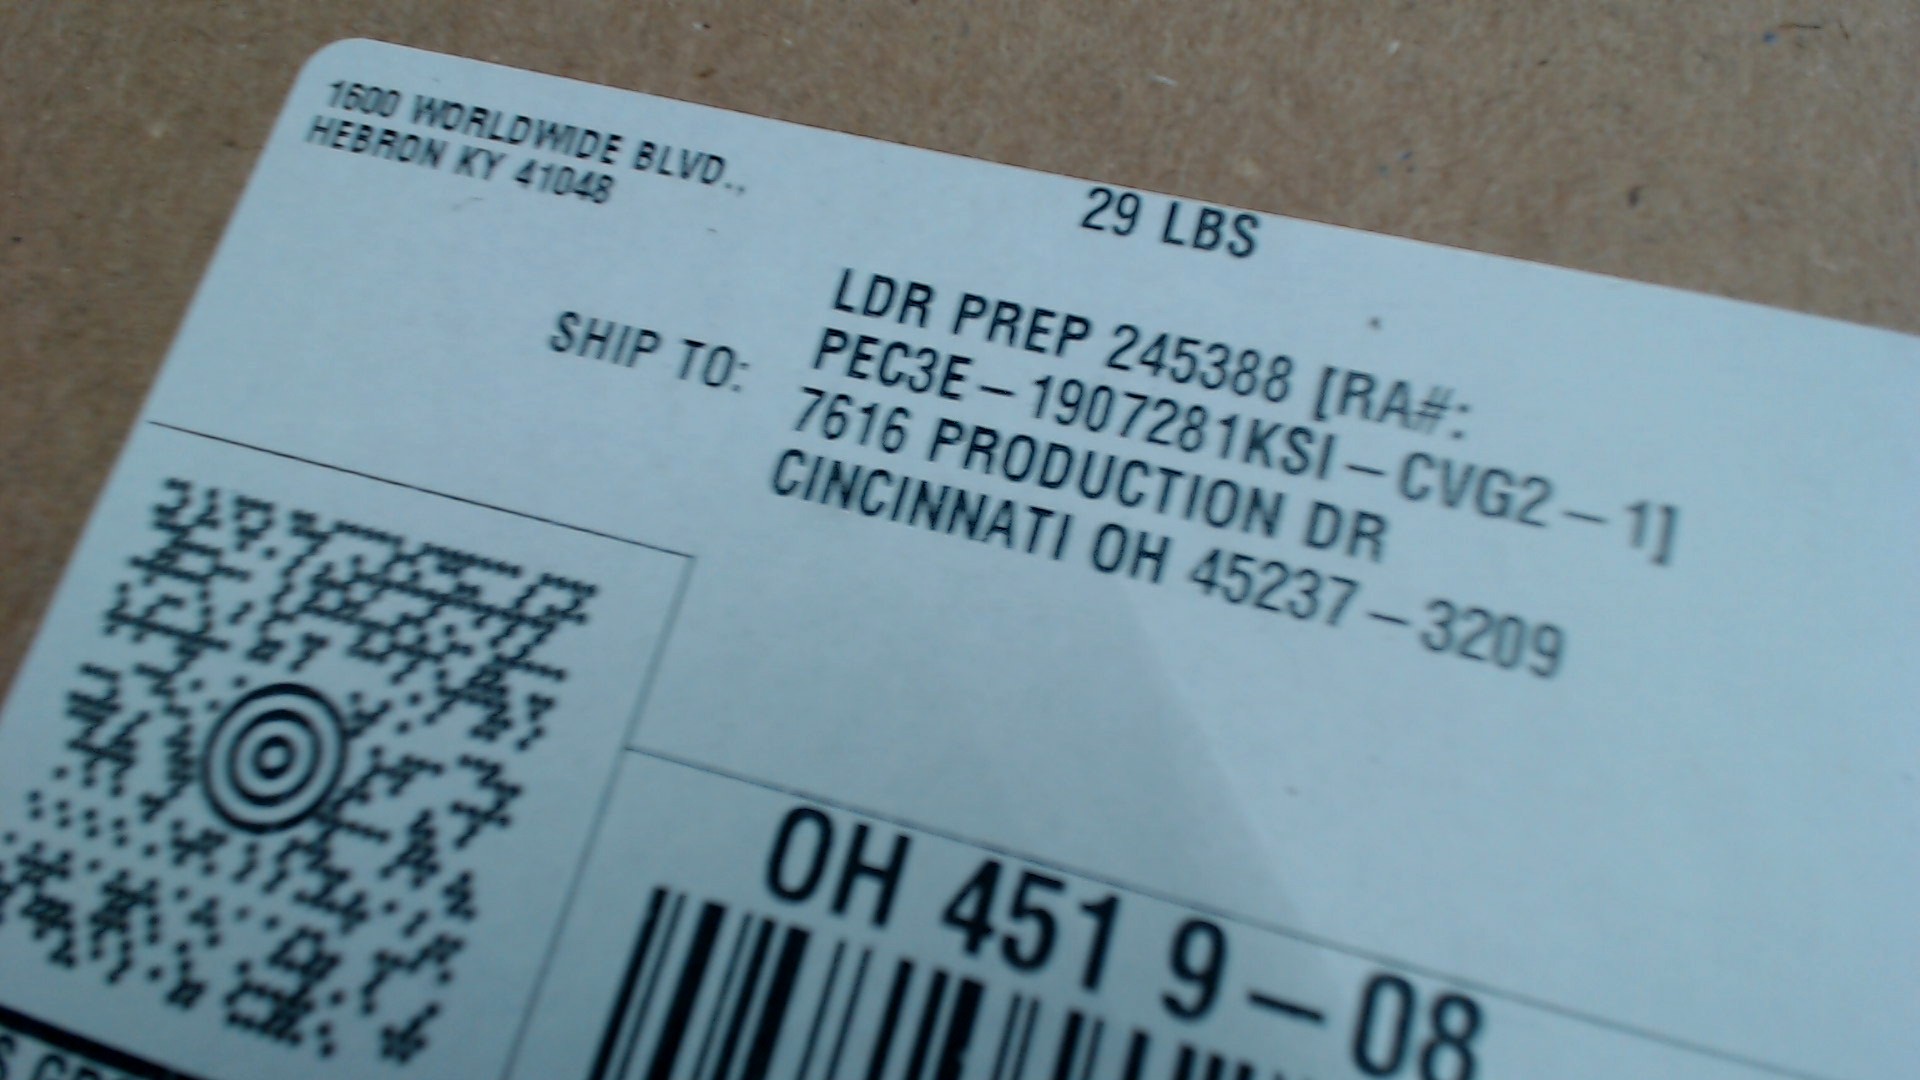 1600 WORLDWIDE BLVD.,
HEBRON KY 41048
29 LBS
SHIP TO:
LDR PREP 245388 [RA#:
PEC3E-1907281KSI-CVG2-1]
7616 PRODUCTION DR
CINCINNATI OH 45237-3209
OH 451 9-08